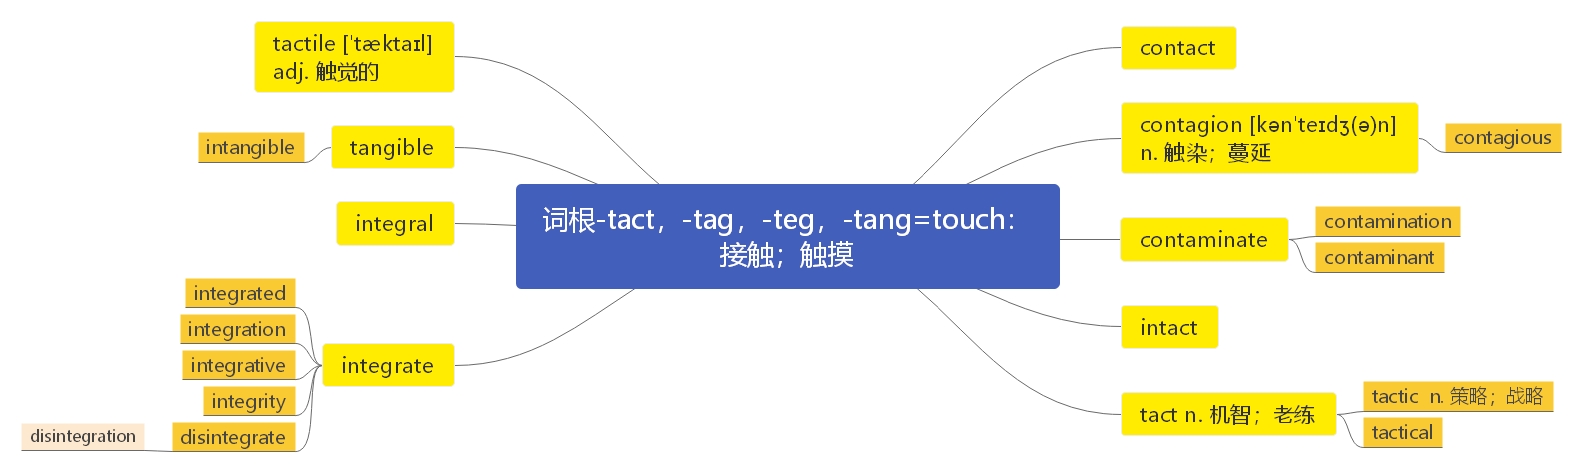 词根-tact，-tag，-teg，-tang=touch：
接触；触摸
contact
contagion [kənˈteɪdʒ(ə)n]
n. 触染；蔓延
contagious
contaminate
contamination
contaminant
intact
tact n. 机智；老练
tactic  n. 策略；战略
tactical
tactile [ˈtæktaɪl]
adj. 触觉的
tangible
intangible
integral
integrate
integrated
integration
integrative
integrity
disintegrate
disintegration